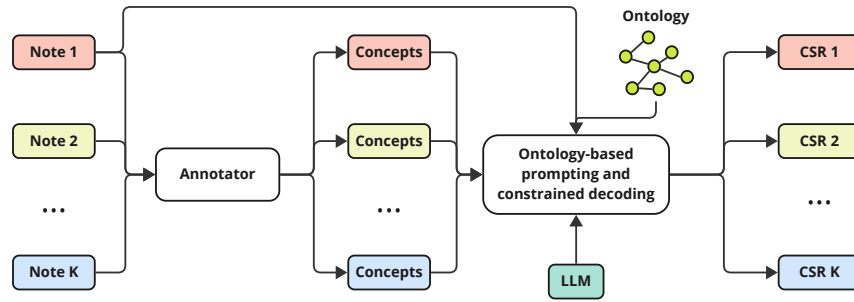 Ontology
Note 1
Concepts
CSR 1
Note 2
Concepts
CSR 2
Annotator
Ontology-based
prompting and
constrained decoding
...
...
...
Note K
Concepts
LLM
CSR K